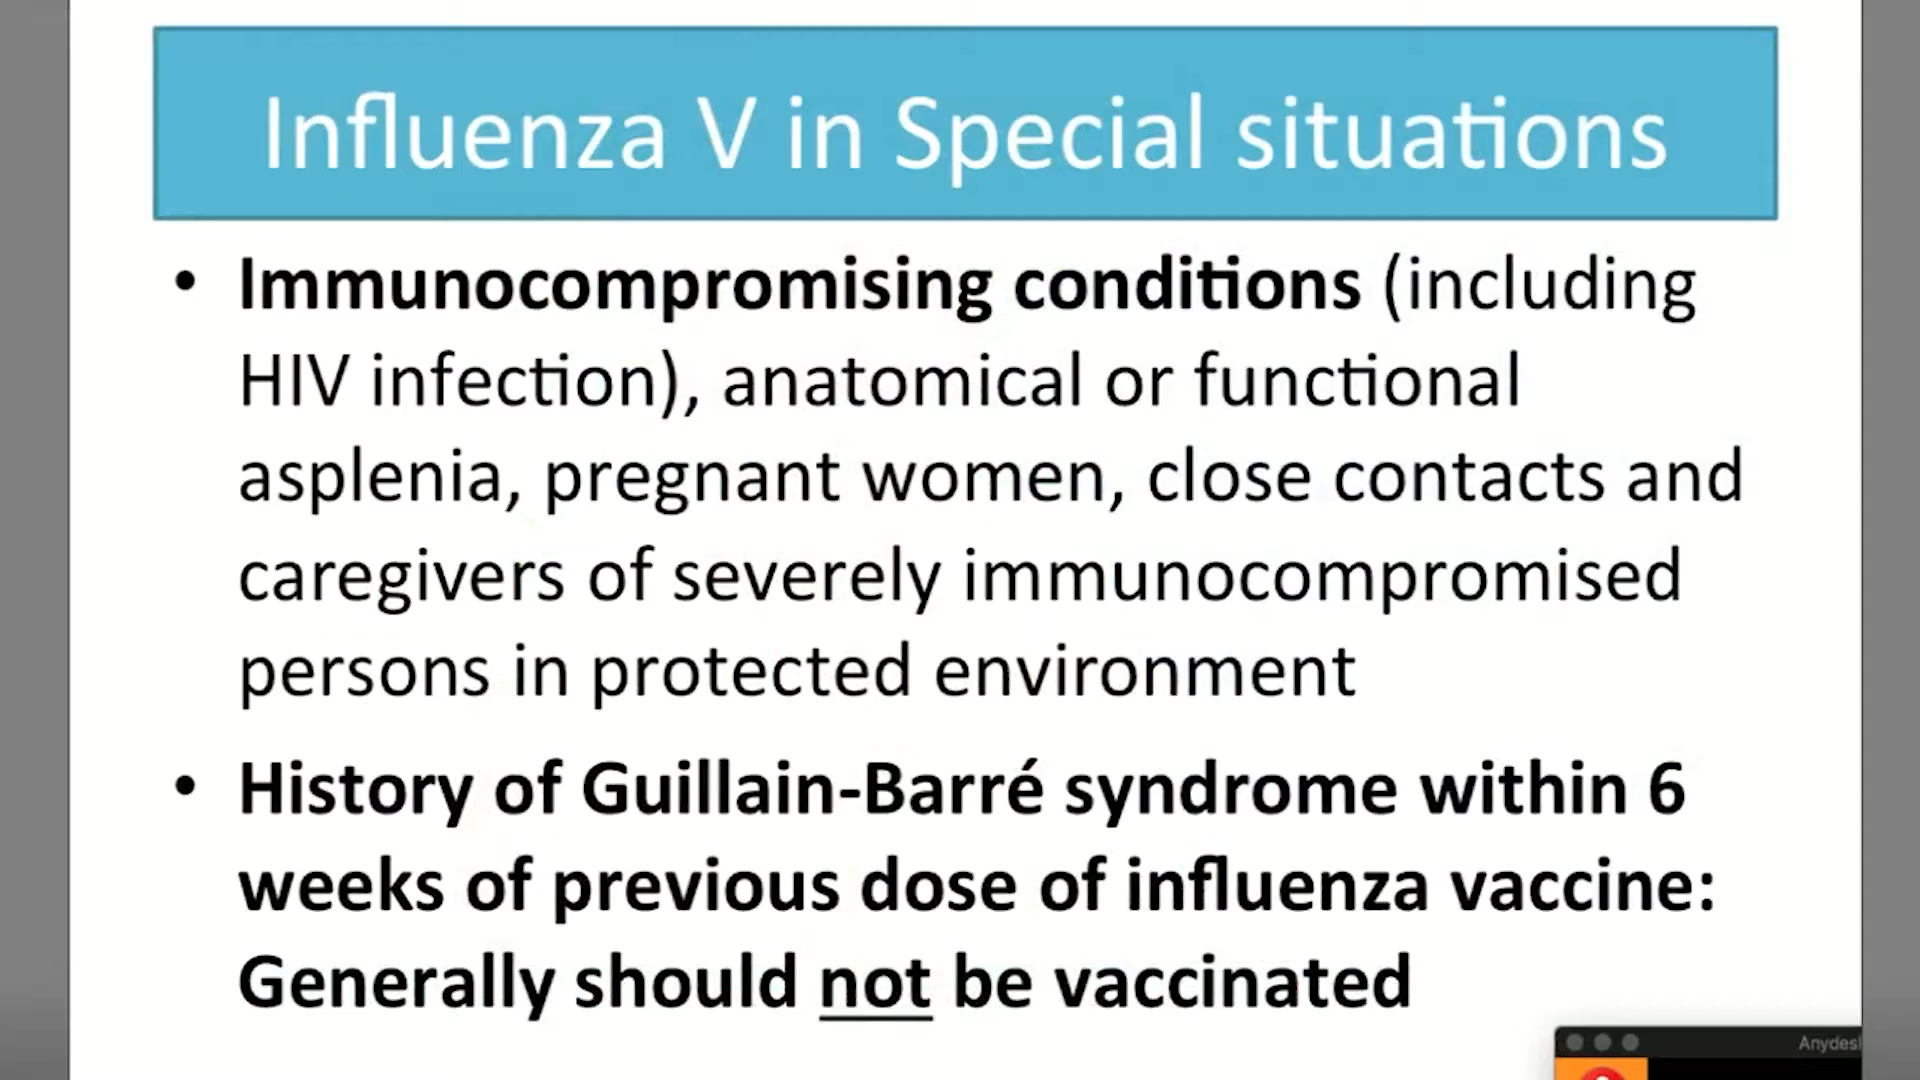 Influenza V in Special situations
• Immunocompromising conditions (including
HIV infection), anatomical or functional
asplenia, pregnant women, close contacts and
caregivers of severely immunocompromised
persons in protected environment
• History of Guillain-Barré syndrome within 6
weeks of previous dose of influenza vaccine:
Generally should not be vaccinated